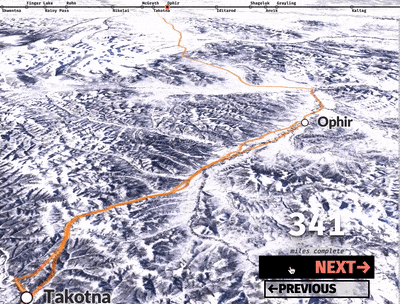 Finger Lake Rohn McGrath Ophir Shageluk Grayling
Skwentna Rainy Pass Nikolai Takotna Iditarod Anvik Kaltag
Ophir
341
miles complete
NEXT→
←PREVIOUS
Takotna